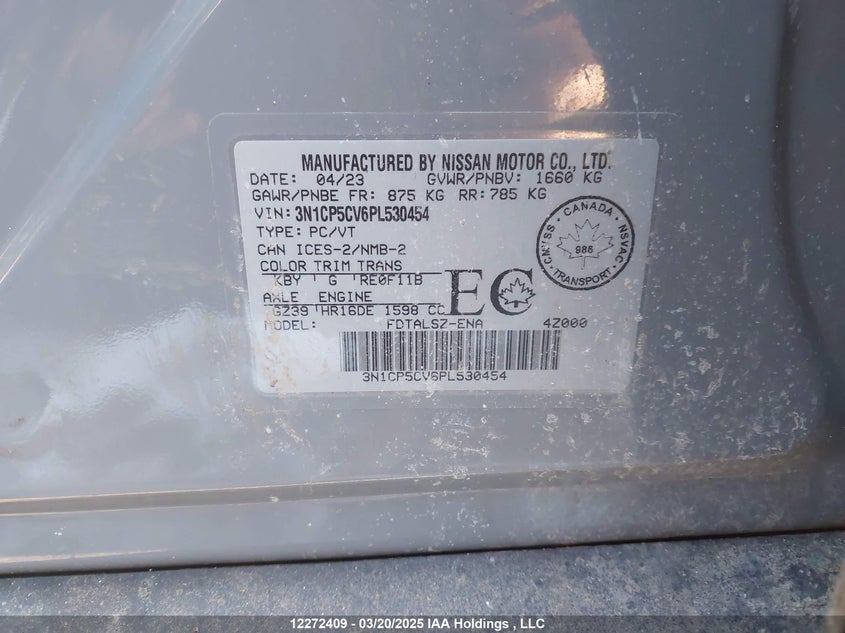 MANUFACTURED BY NISSAN MOTOR CO., LTD.
DATE: 04/23 GVWR/PNBV: 1660 KG
GAWR/PNBE FR: 875 KG RR: 785 KG
VIN: 3N1CP5CV6PL530454
TYPE: PC/VT
CAN ICES-2/NMB-2
COLOR TRIM TRANS
KBY G RE0F11B
AXLE ENGINE
GZ39 HR16DE 1598 CC
MODEL: FDTALSZ-ENA 4Z000
EC
CANADA
CMVSS 986 NSVAC
TRANSPORT
3N1CP5CV6PL530454
12272409 - 03/20/2025 IAA Holdings , LLC